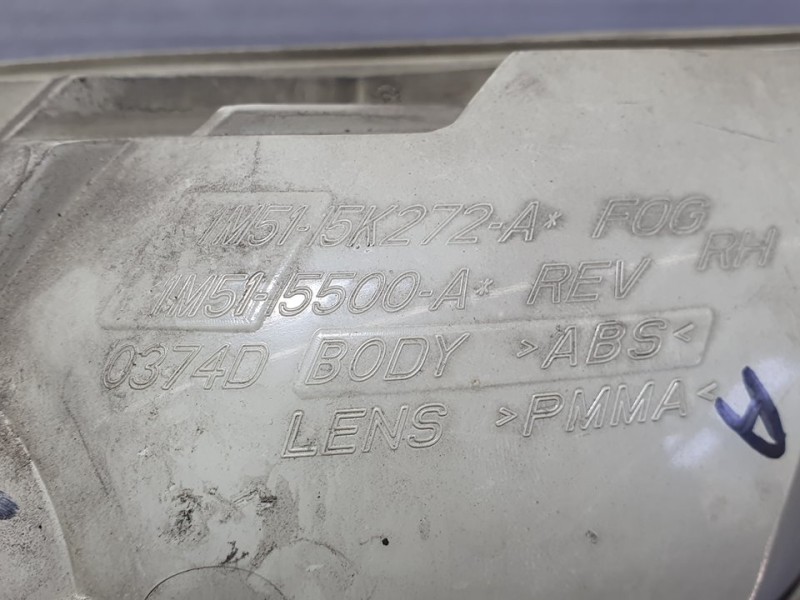 1M51-15K272-A* FOG
1M51-15500-A* REV RH
0374D BODY >ABS<
LENS >PMMA<